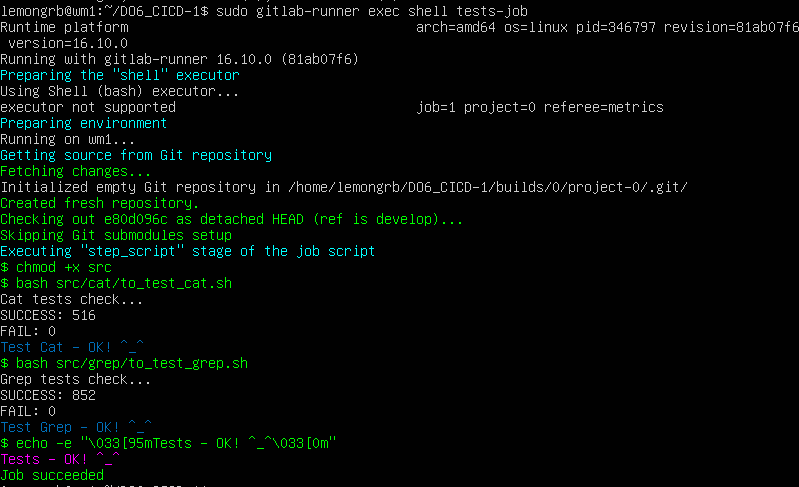 lemongrb@wm1:~/DO6_CICD-1$ sudo gitlab-runner exec shell tests-job
Runtime platform                                    arch=amd64 os=linux pid=346797 revision=81ab07f6
 version=16.10.0
Running with gitlab-runner 16.10.0 (81ab07f6)
Preparing the "shell" executor
Using Shell (bash) executor...
executor not supported                              job=1 project=0 referee=metrics
Preparing environment
Running on wm1...
Getting source from Git repository
Fetching changes...
Initialized empty Git repository in /home/lemongrb/DO6_CICD-1/builds/0/project-0/.git/
Created fresh repository.
Checking out e80d096c as detached HEAD (ref is develop)...
Skipping Git submodules setup
Executing "step_script" stage of the job script
$ chmod +x src
$ bash src/cat/to_test_cat.sh
Cat tests check...
SUCCESS: 516
FAIL: 0
Test Cat - OK! ^_^
$ bash src/grep/to_test_grep.sh
Grep tests check...
SUCCESS: 852
FAIL: 0
Test Grep - OK! ^_^
$ echo -e "\033[95mTests - OK! ^_^\033[0m"
Tests - OK! ^_^
Job succeeded